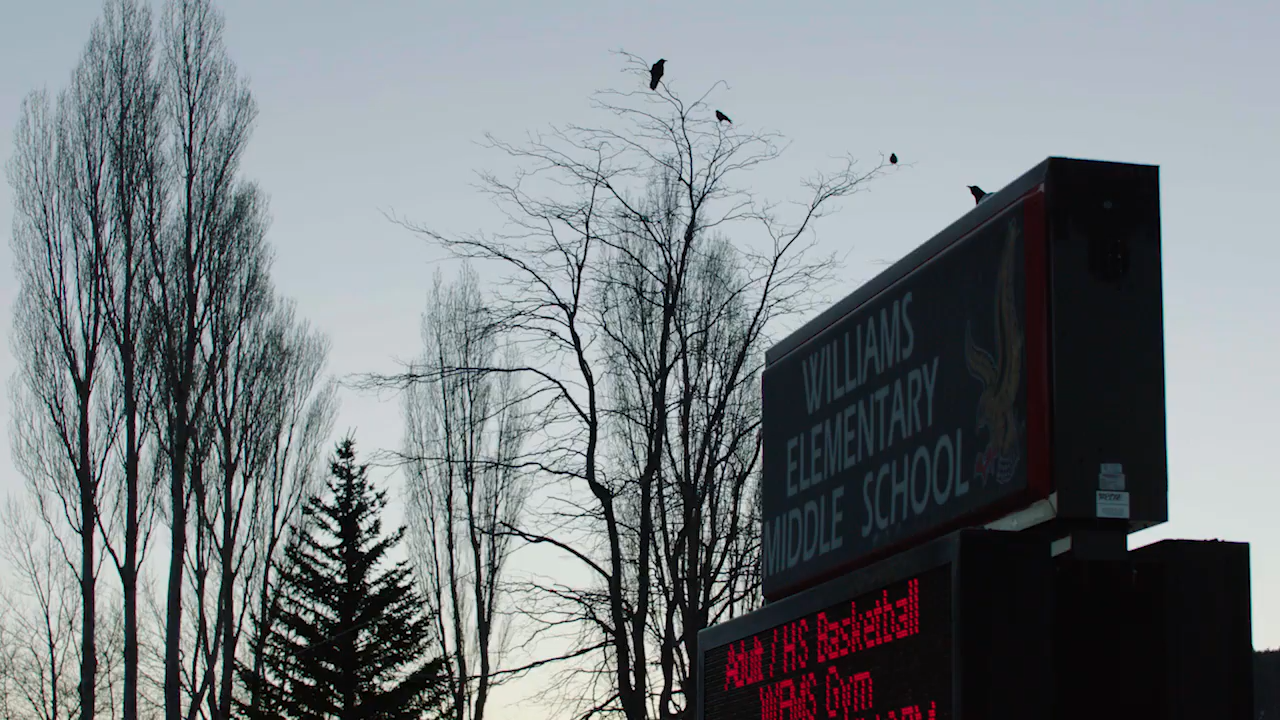 WILLIAMS
ELEMENTARY
MIDDLE SCHOOL
Adult / HS Basketball
WEMS Gym